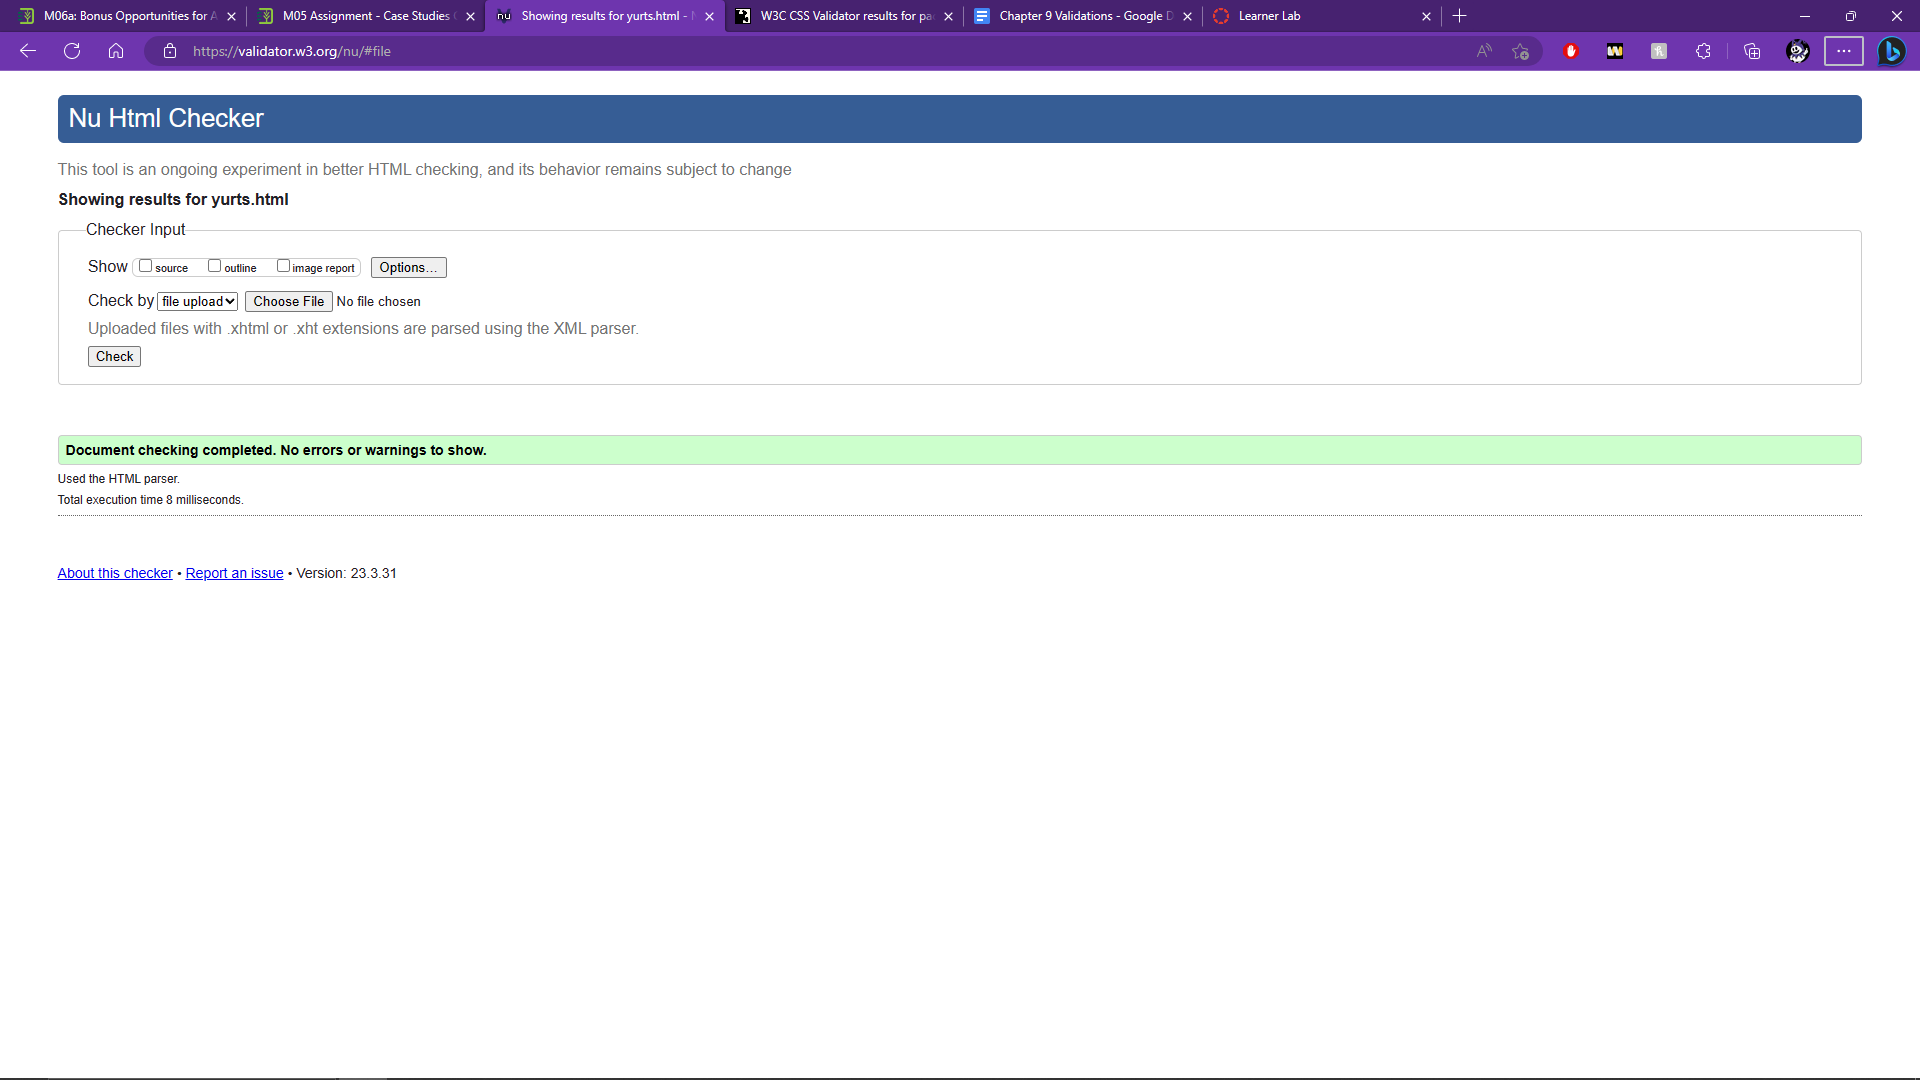 M06a: Bonus Opportunities for A
M05 Assignment - Case Studies
Showing results for yurts.html -
W3C CSS Validator results for pa
Chapter 9 Validations - Google D
Learner Lab
https://validator.w3.org/nu/#file
Nu Html Checker
This tool is an ongoing experiment in better HTML checking, and its behavior remains subject to change
Showing results for yurts.html
Checker Input
Show source outline image report Options...
Check by file upload Choose File No file chosen
Uploaded files with .xhtml or .xht extensions are parsed using the XML parser.
Check
Document checking completed. No errors or warnings to show.
Used the HTML parser.
Total execution time 8 milliseconds.
About this checker • Report an issue • Version: 23.3.31